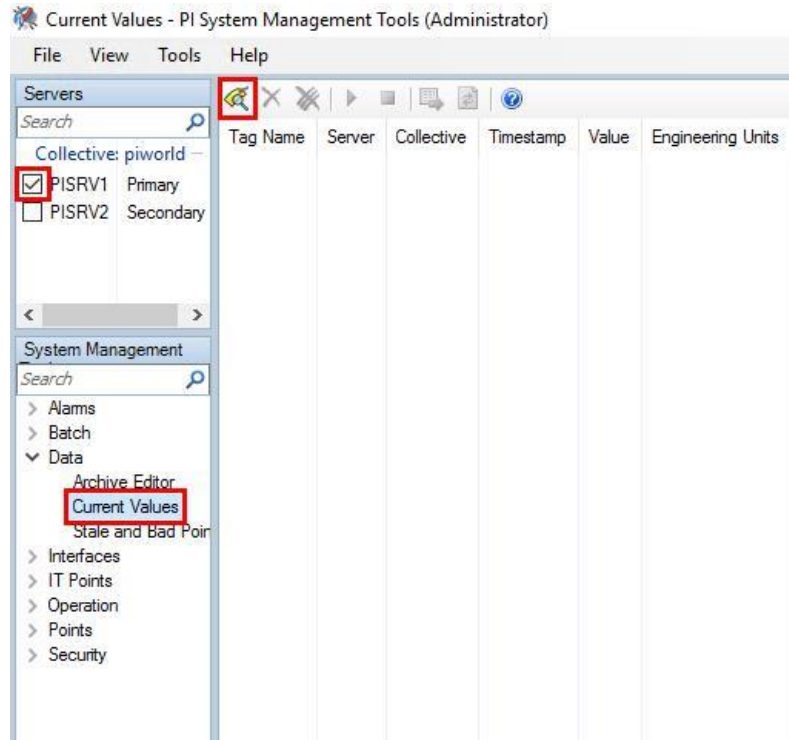 Current Values - PI System Management Tools (Administrator)
File View Tools Help
Servers
Search
Collective: piworld
PISRV1 Primary
PISRV2 Secondary
Tag Name Server Collective Timestamp Value Engineering Units
System Management
Search
Alarms
Batch
Data
Archive Editor
Current Values
Stale and Bad Poin
Interfaces
IT Points
Operation
Points
Security